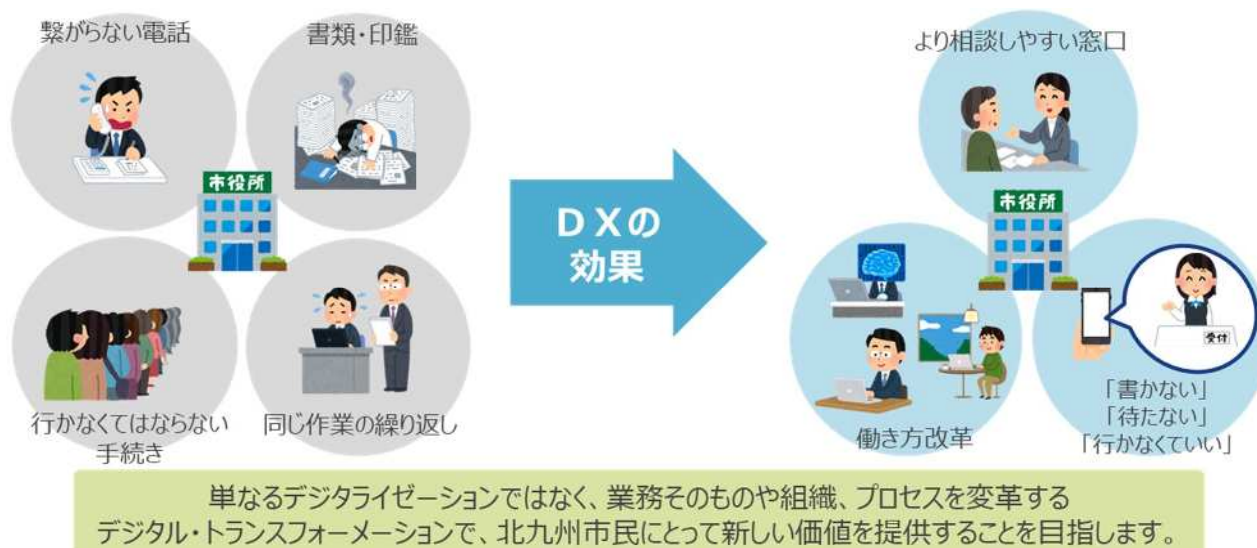 繋がらない電話
書類・印鑑
市役所
行かなくてはならない
手続き
同じ作業の繰り返し
DXの
効果
より相談しやすい窓口
市役所
働き方改革
受付
「書かない」
「待たない」
「行かなくていい」
単なるデジタライゼーションではなく、業務そのものや組織、プロセスを変革する
デジタル・トランスフォーメーションで、北九州市民にとって新しい価値を提供することを目指します。